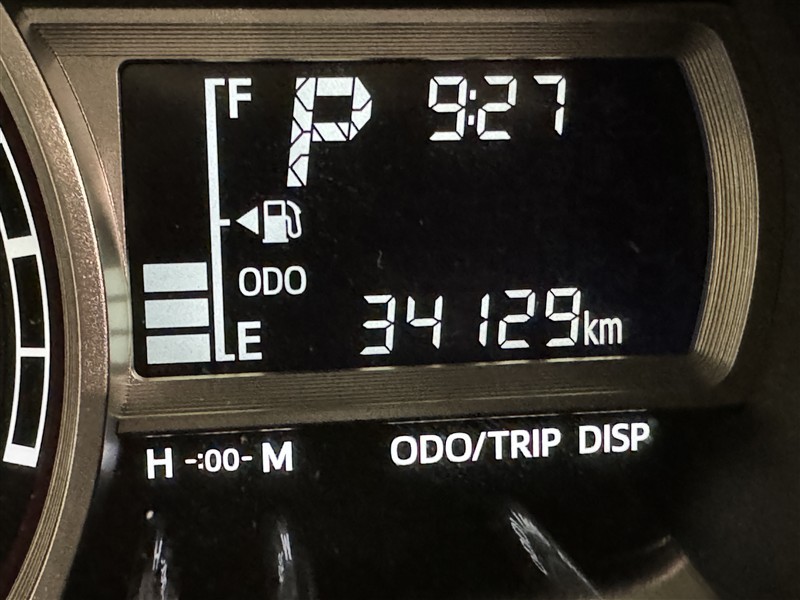 F P 9:27
ODO
E 34129km
H -:00- M ODO/TRIP DISP